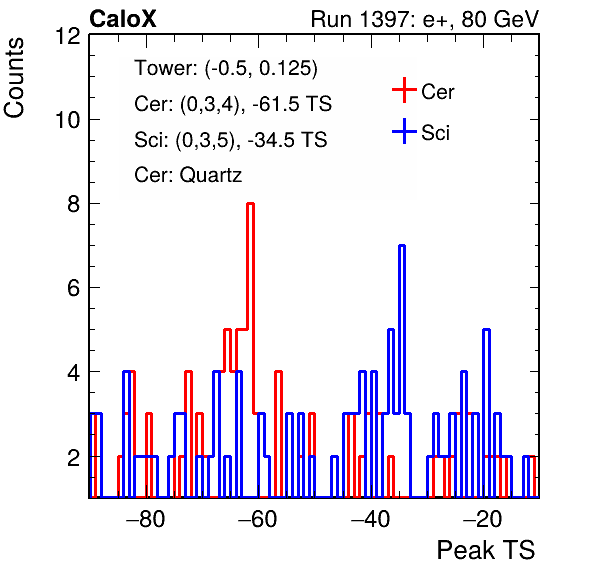 CaloX Run 1397: e+, 80 GeV
Counts
12
10
8
6
4
2
Tower: (-0.5, 0.125)
Cer: (0,3,4), -61.5 TS
Sci: (0,3,5), -34.5 TS
Cer: Quartz
Cer
Sci
−80 −60 −40 −20
Peak TS